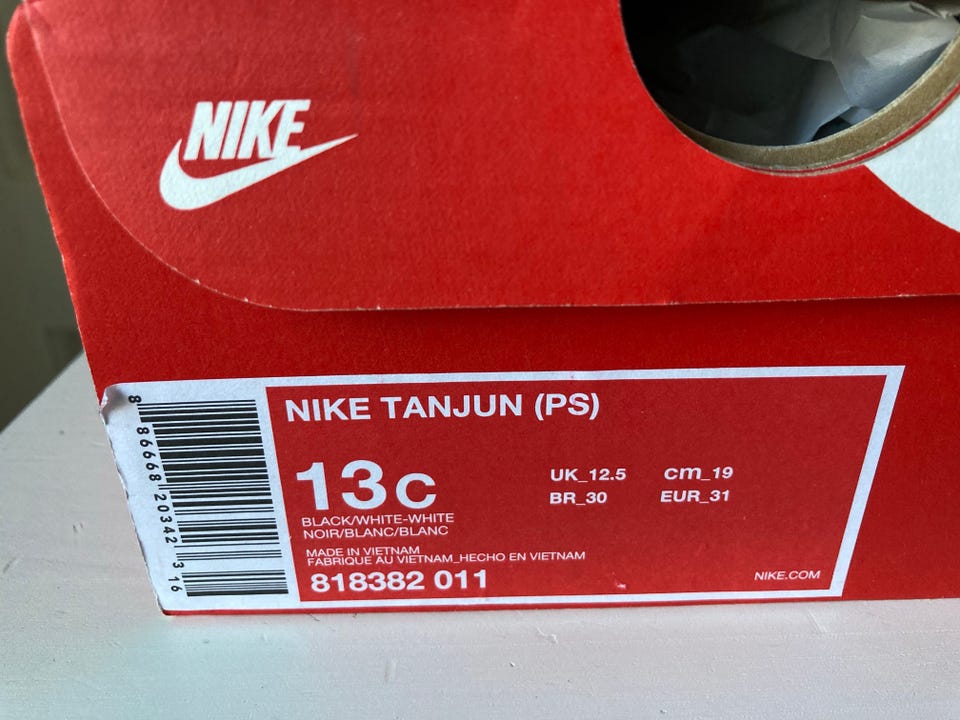 NIKE
NIKE TANJUN (PS)
13C
UK_12.5 cm_19
BR_30 EUR_31
BLACK/WHITE-WHITE
NOIR/BLANC/BLANC
MADE IN VIETNAM
FABRIQUE AU VIETNAM_HECHO EN VIETNAM
818382 011
NIKE.COM
8 86668 20342 3 16